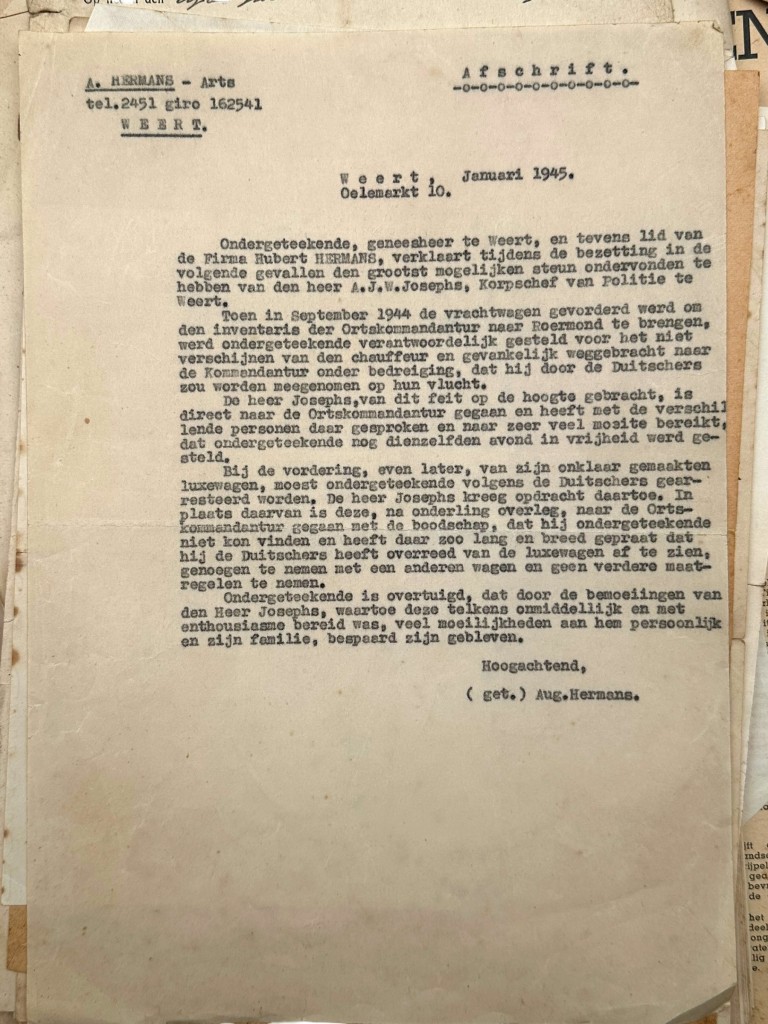 A. HERMANS - Arts
tel.2451 giro 162541
W E E R T.
A f s c h r i f t.
-o-o-o-o-o-o-o-o-o-o-
W e e r t, Januari 1945.
Oelemarkt 10.
Ondergeteekende, geneesheer te Weert, en tevens lid van
de Firma Hubert HERMANS, verklaart tijdens de bezetting in de
volgende gevallen den grootst mogelijken steun ondervonden te
hebben van den heer A.J.W.Josephs, Korpschef van Politie te
Weert.
Toen in September 1944 de vrachtwagen gevorderd werd om
den inventaris der Ortskommandantur naar Roermond te brengen,
werd ondergeteekende verantwoordelijk gesteld voor het niet
verschijnen van den chauffeur en gevankelijk weggebracht naar
de Kommandantur onder bedreiging, dat hij door de Duitschers
zou worden meegenomen op hun vlucht.
De heer Josephs,van dit feit op de hoogte gebracht, is
direct naar de Ortskommandantur gegaan en heeft met de verschil
lende personen daar gesproken en naar zeer veel moeite bereikt,
dat ondergeteekende nog dienzelfden avond in vrijheid werd ge-
steld.
Bij de vordering, even later, van zijn onklaar gemaakten
luxewagen, moest ondergeteekende volgens de Duitschers gear-
resteerd worden. De heer Josephs kreeg opdracht daartoe. In
plaats daarvan is deze, na onderling overleg, naar de Orts-
kommandantur gegaan met de boodschap, dat hij ondergeteekende
niet kon vinden en heeft daar zoo lang en breed gepraat dat
hij de Duitschers heeft overreed van de luxewagen af te zien,
genoegen te nemen met een anderen wagen en geen verdere maat-
regelen te nemen.
Ondergeteekende is overtuigd, dat door de bemoeiingen van
den Heer Josephs, waartoe deze telkens onmiddellijk en met
enthousiasme bereid was, veel moeilijkheden aan hem persoonlijk
en zijn familie, bespaard zijn gebleven.
Hoogachtend,
( get.) Aug.Hermans.